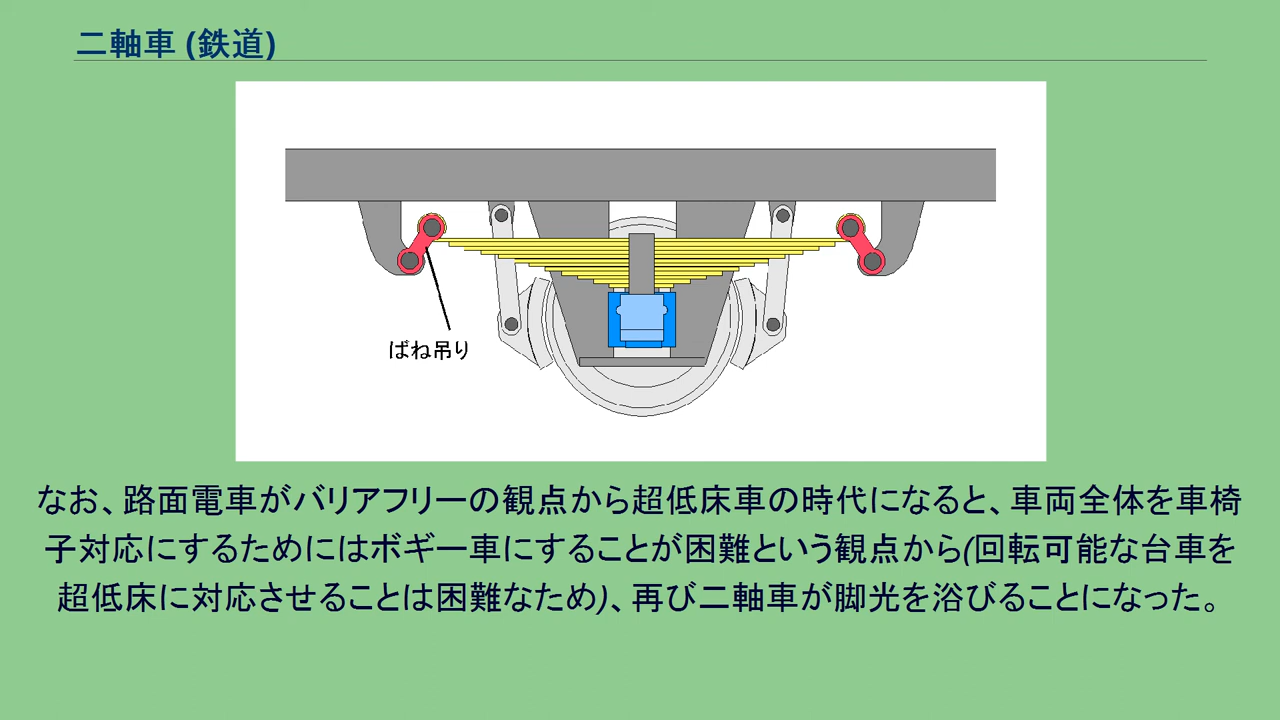 二軸車 (鉄道)
ばね吊り
なお、路面電車がバリアフリーの観点から超低床車の時代になると、車両全体を車椅
子対応にするためにはボギー車にすることが困難という観点から(回転可能な台車を
超低床に対応させることは困難なため)、再び二軸車が脚光を浴びることになった。